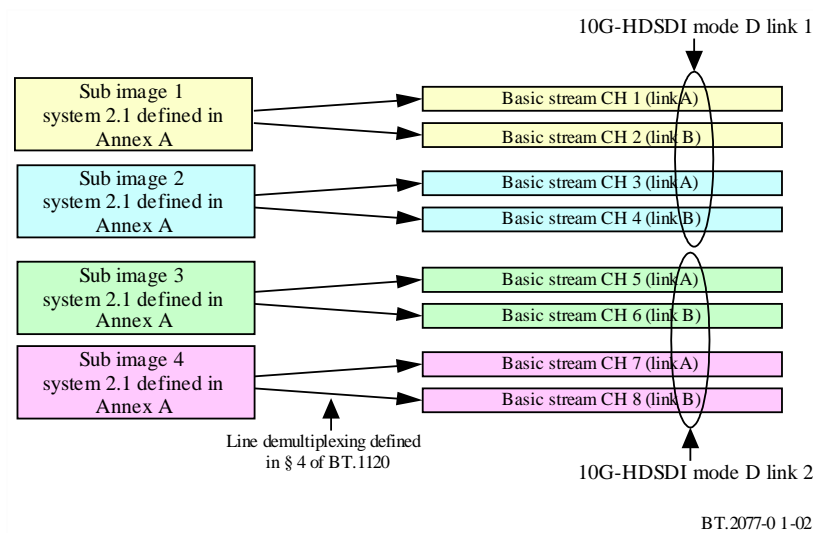 10G-HDSDI mode D link 1
Sub image 1
system 2.1 defined in
Annex A
Basic stream CH 1 (link A)
Basic stream CH 2 (link B)
Sub image 2
system 2.1 defined in
Annex A
Basic stream CH 3 (link A)
Basic stream CH 4 (link B)
Sub image 3
system 2.1 defined in
Annex A
Basic stream CH 5 (link A)
Basic stream CH 6 (link B)
Sub image 4
system 2.1 defined in
Annex A
Basic stream CH 7 (link A)
Basic stream CH 8 (link B)
Line demultiplexing defined
in § 4 of BT.1120
10G-HDSDI mode D link 2
BT.2077-0 1-02